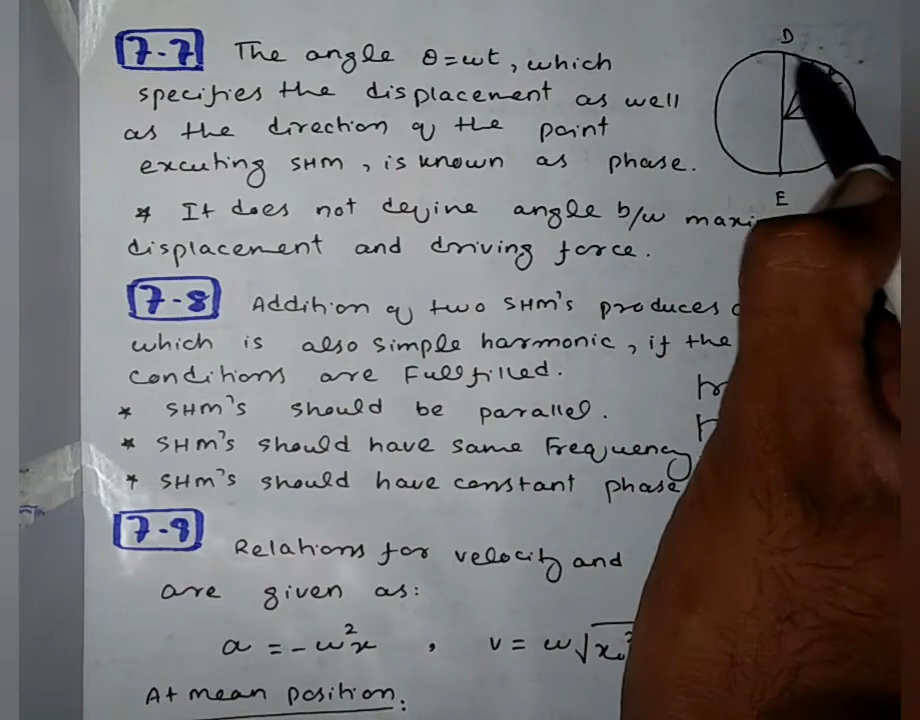 7-7 The angle θ=ωt, which
specifies the displacement as well
as the direction of the point
excuting SHM, is known as phase.
* It does not define angle b/w
displacement and driving force.
7-8 Addition of two SHM's produces
which is also simple harmonic, if the
conditions are Fullfilled.
* SHM's should be parallel.
* SHM's should have same Frequency
* SHM's should have constant phase
7-9 Relations for velocity and
are given as:
a = -ω²x , v = ω√x₀²
At mean position:
D
E